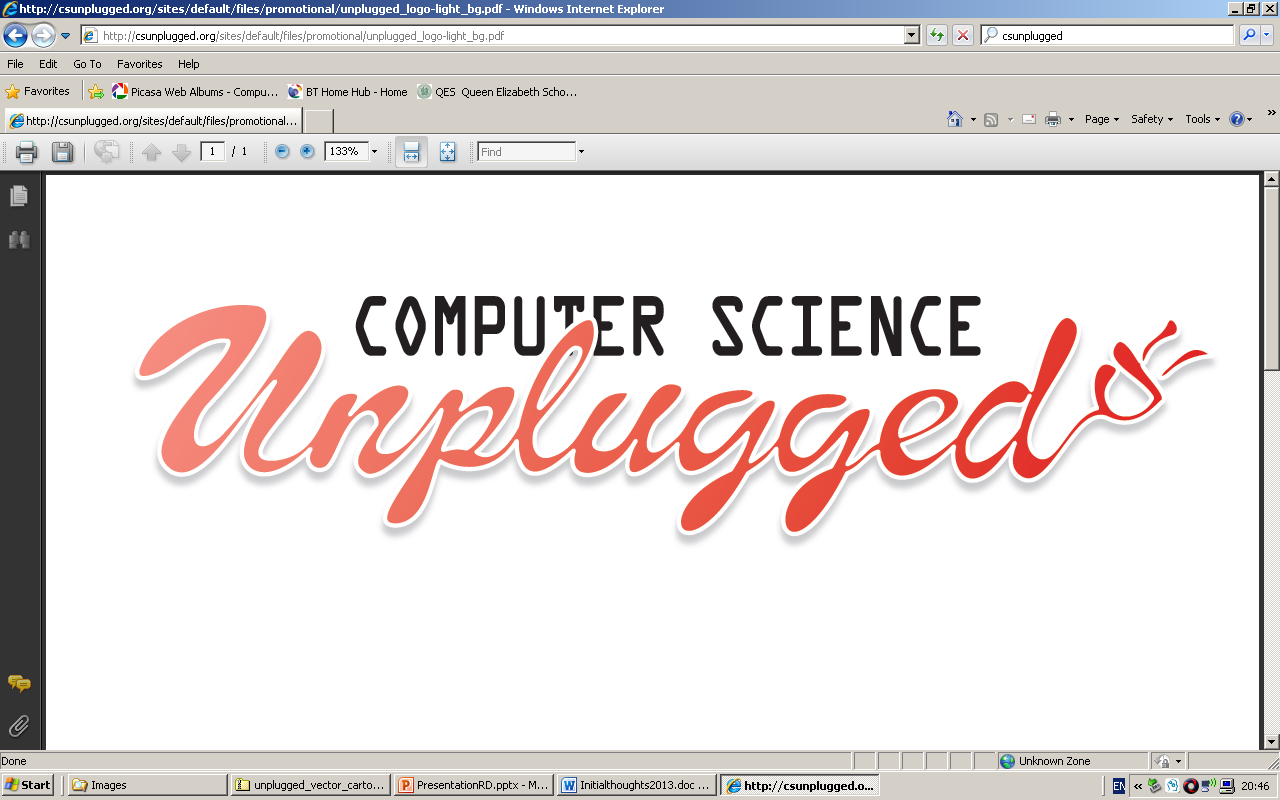 http://csunplugged.org/sites/default/files/promotional/unplugged_logo-light_bg.pdf - Windows Internet Explorer
http://csunplugged.org/sites/default/files/promotional/unplugged_logo-light_bg.pdf
csunplugged
File Edit Go To Favorites Help
Favorites Picasa Web Albums - Compu... BT Home Hub - Home QES Queen Elizabeth Scho...
http://csunplugged.org/sites/default/files/promotional... Page Safety Tools »
1 / 1 133% Find
COMPUTER SCIENCE
Unplugged
Done Unknown Zone
Start Images unplugged_vector_carto... PresentationRD.pptx - M... Initialthoughts2013.doc ... http://csunplugged.o... EN « 20:46